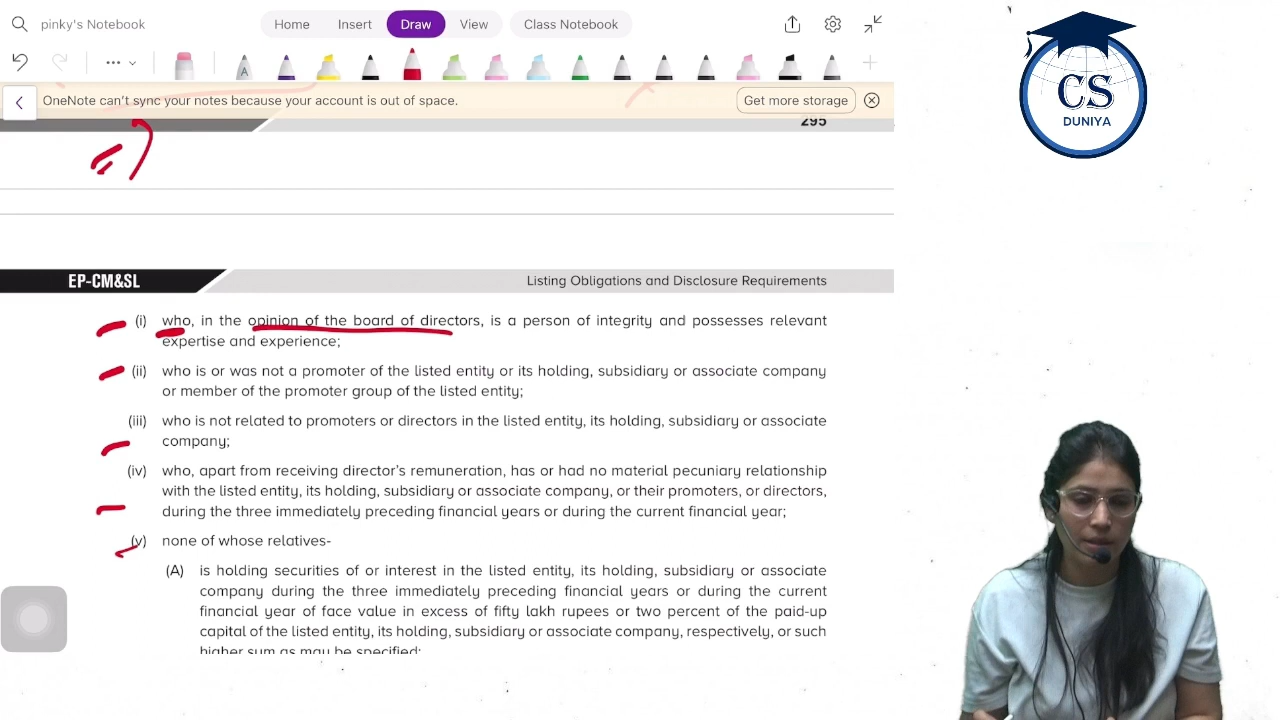 pinky's Notebook
Home Insert Draw View Class Notebook
A
OneNote can't sync your notes because your account is out of space.
Get more storage
295
CS
DUNIYA
EP-CM&SL
Listing Obligations and Disclosure Requirements
(i) who, in the opinion of the board of directors, is a person of integrity and possesses relevant
expertise and experience;
(ii) who is or was not a promoter of the listed entity or its holding, subsidiary or associate company
or member of the promoter group of the listed entity;
(iii) who is not related to promoters or directors in the listed entity, its holding, subsidiary or associate
company;
(iv) who, apart from receiving director's remuneration, has or had no material pecuniary relationship
with the listed entity, its holding, subsidiary or associate company, or their promoters, or directors,
during the three immediately preceding financial years or during the current financial year;
(v) none of whose relatives-
(A) is holding securities of or interest in the listed entity, its holding, subsidiary or associate
company during the three immediately preceding financial years or during the current
financial year of face value in excess of fifty lakh rupees or two percent of the paid-up
capital of the listed entity, its holding, subsidiary or associate company, respectively, or such
higher sum as may be specified;